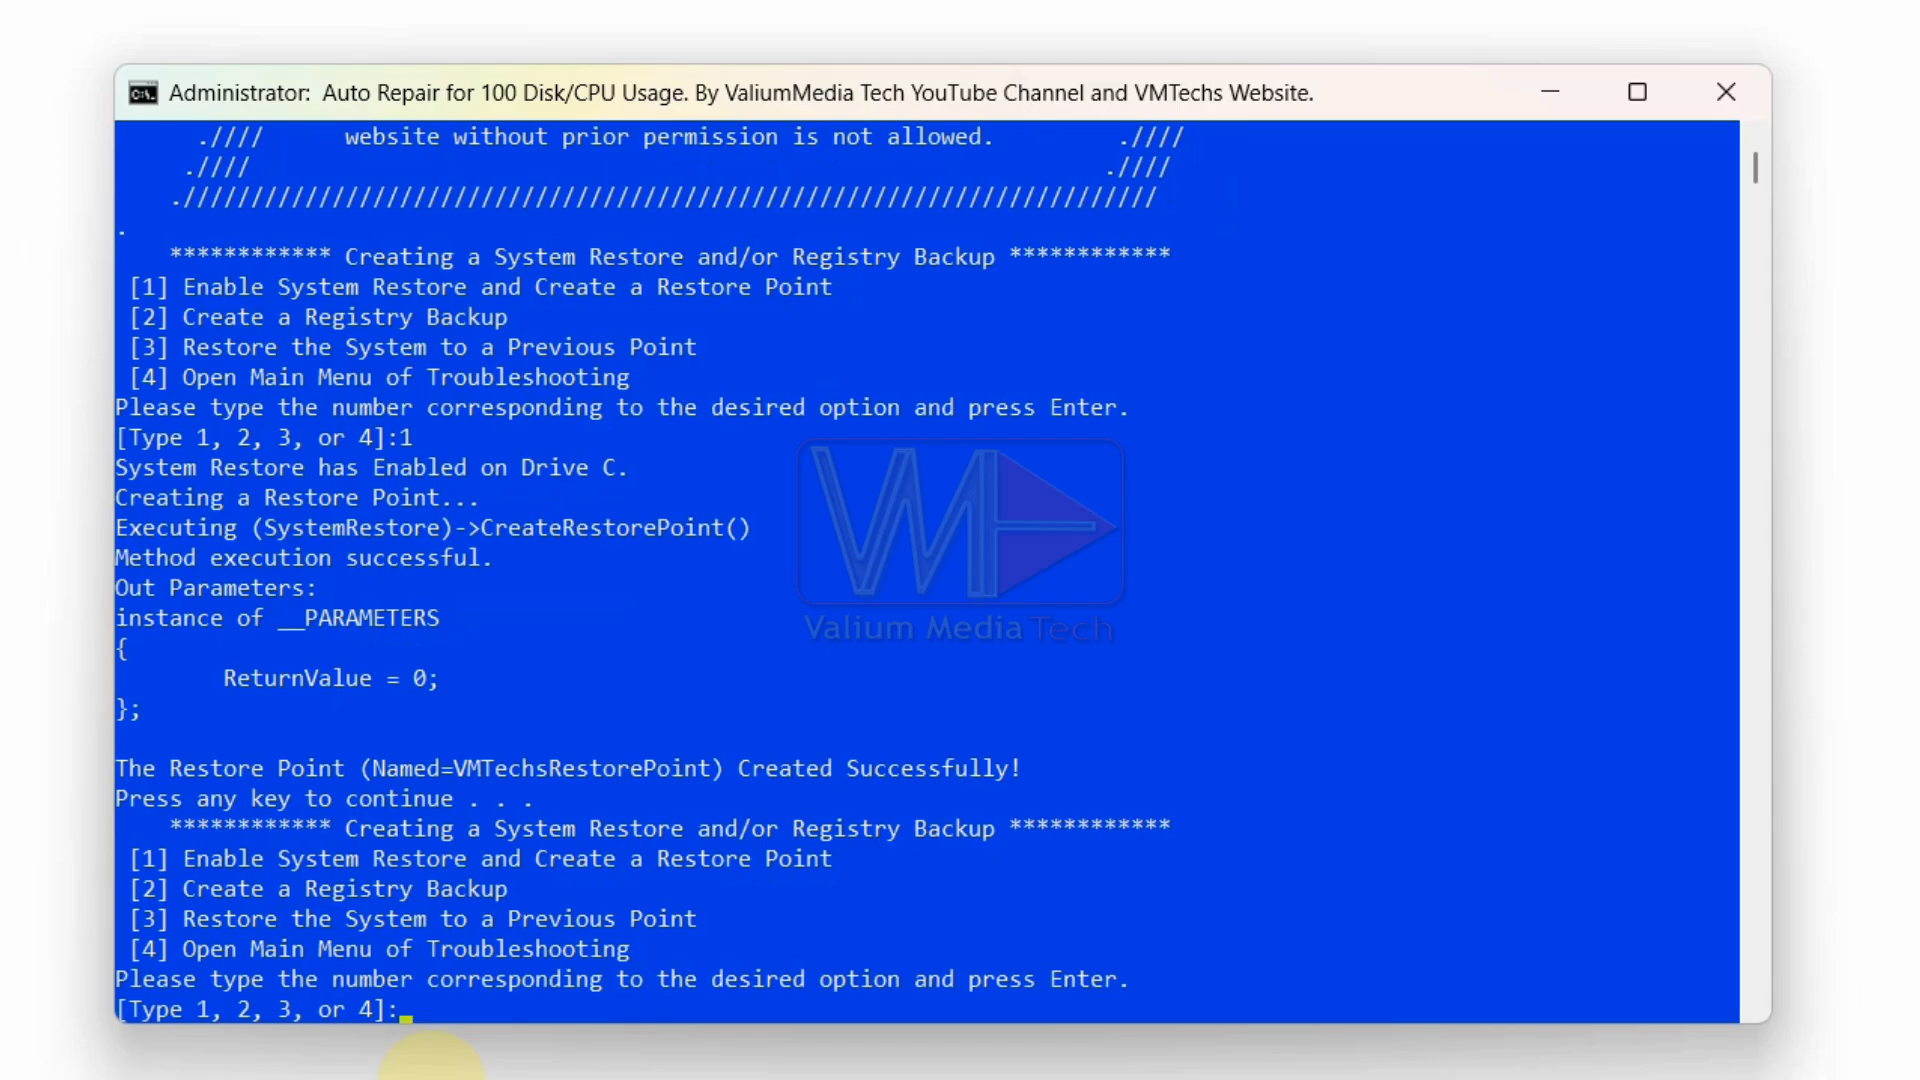 Administrator:  Auto Repair for 100 Disk/CPU Usage. By ValiumMedia Tech YouTube Channel and VMTechs Website.
.////      website without prior permission is not allowed.         .////
.////                                                               .////
.////////////////////////////////////////////////////////////////////////
.
************ Creating a System Restore and/or Registry Backup ************
[1] Enable System Restore and Create a Restore Point
[2] Create a Registry Backup
[3] Restore the System to a Previous Point
[4] Open Main Menu of Troubleshooting
Please type the number corresponding to the desired option and press Enter.
[Type 1, 2, 3, or 4]:1
System Restore has Enabled on Drive C.
Creating a Restore Point...
Executing (SystemRestore)->CreateRestorePoint()
Method execution successful.
Out Parameters:
instance of __PARAMETERS
{
ReturnValue = 0;
};
VM
Valium Media Tech
The Restore Point (Named=VMTechsRestorePoint) Created Successfully!
Press any key to continue . . .
************ Creating a System Restore and/or Registry Backup ************
[1] Enable System Restore and Create a Restore Point
[2] Create a Registry Backup
[3] Restore the System to a Previous Point
[4] Open Main Menu of Troubleshooting
Please type the number corresponding to the desired option and press Enter.
[Type 1, 2, 3, or 4]: